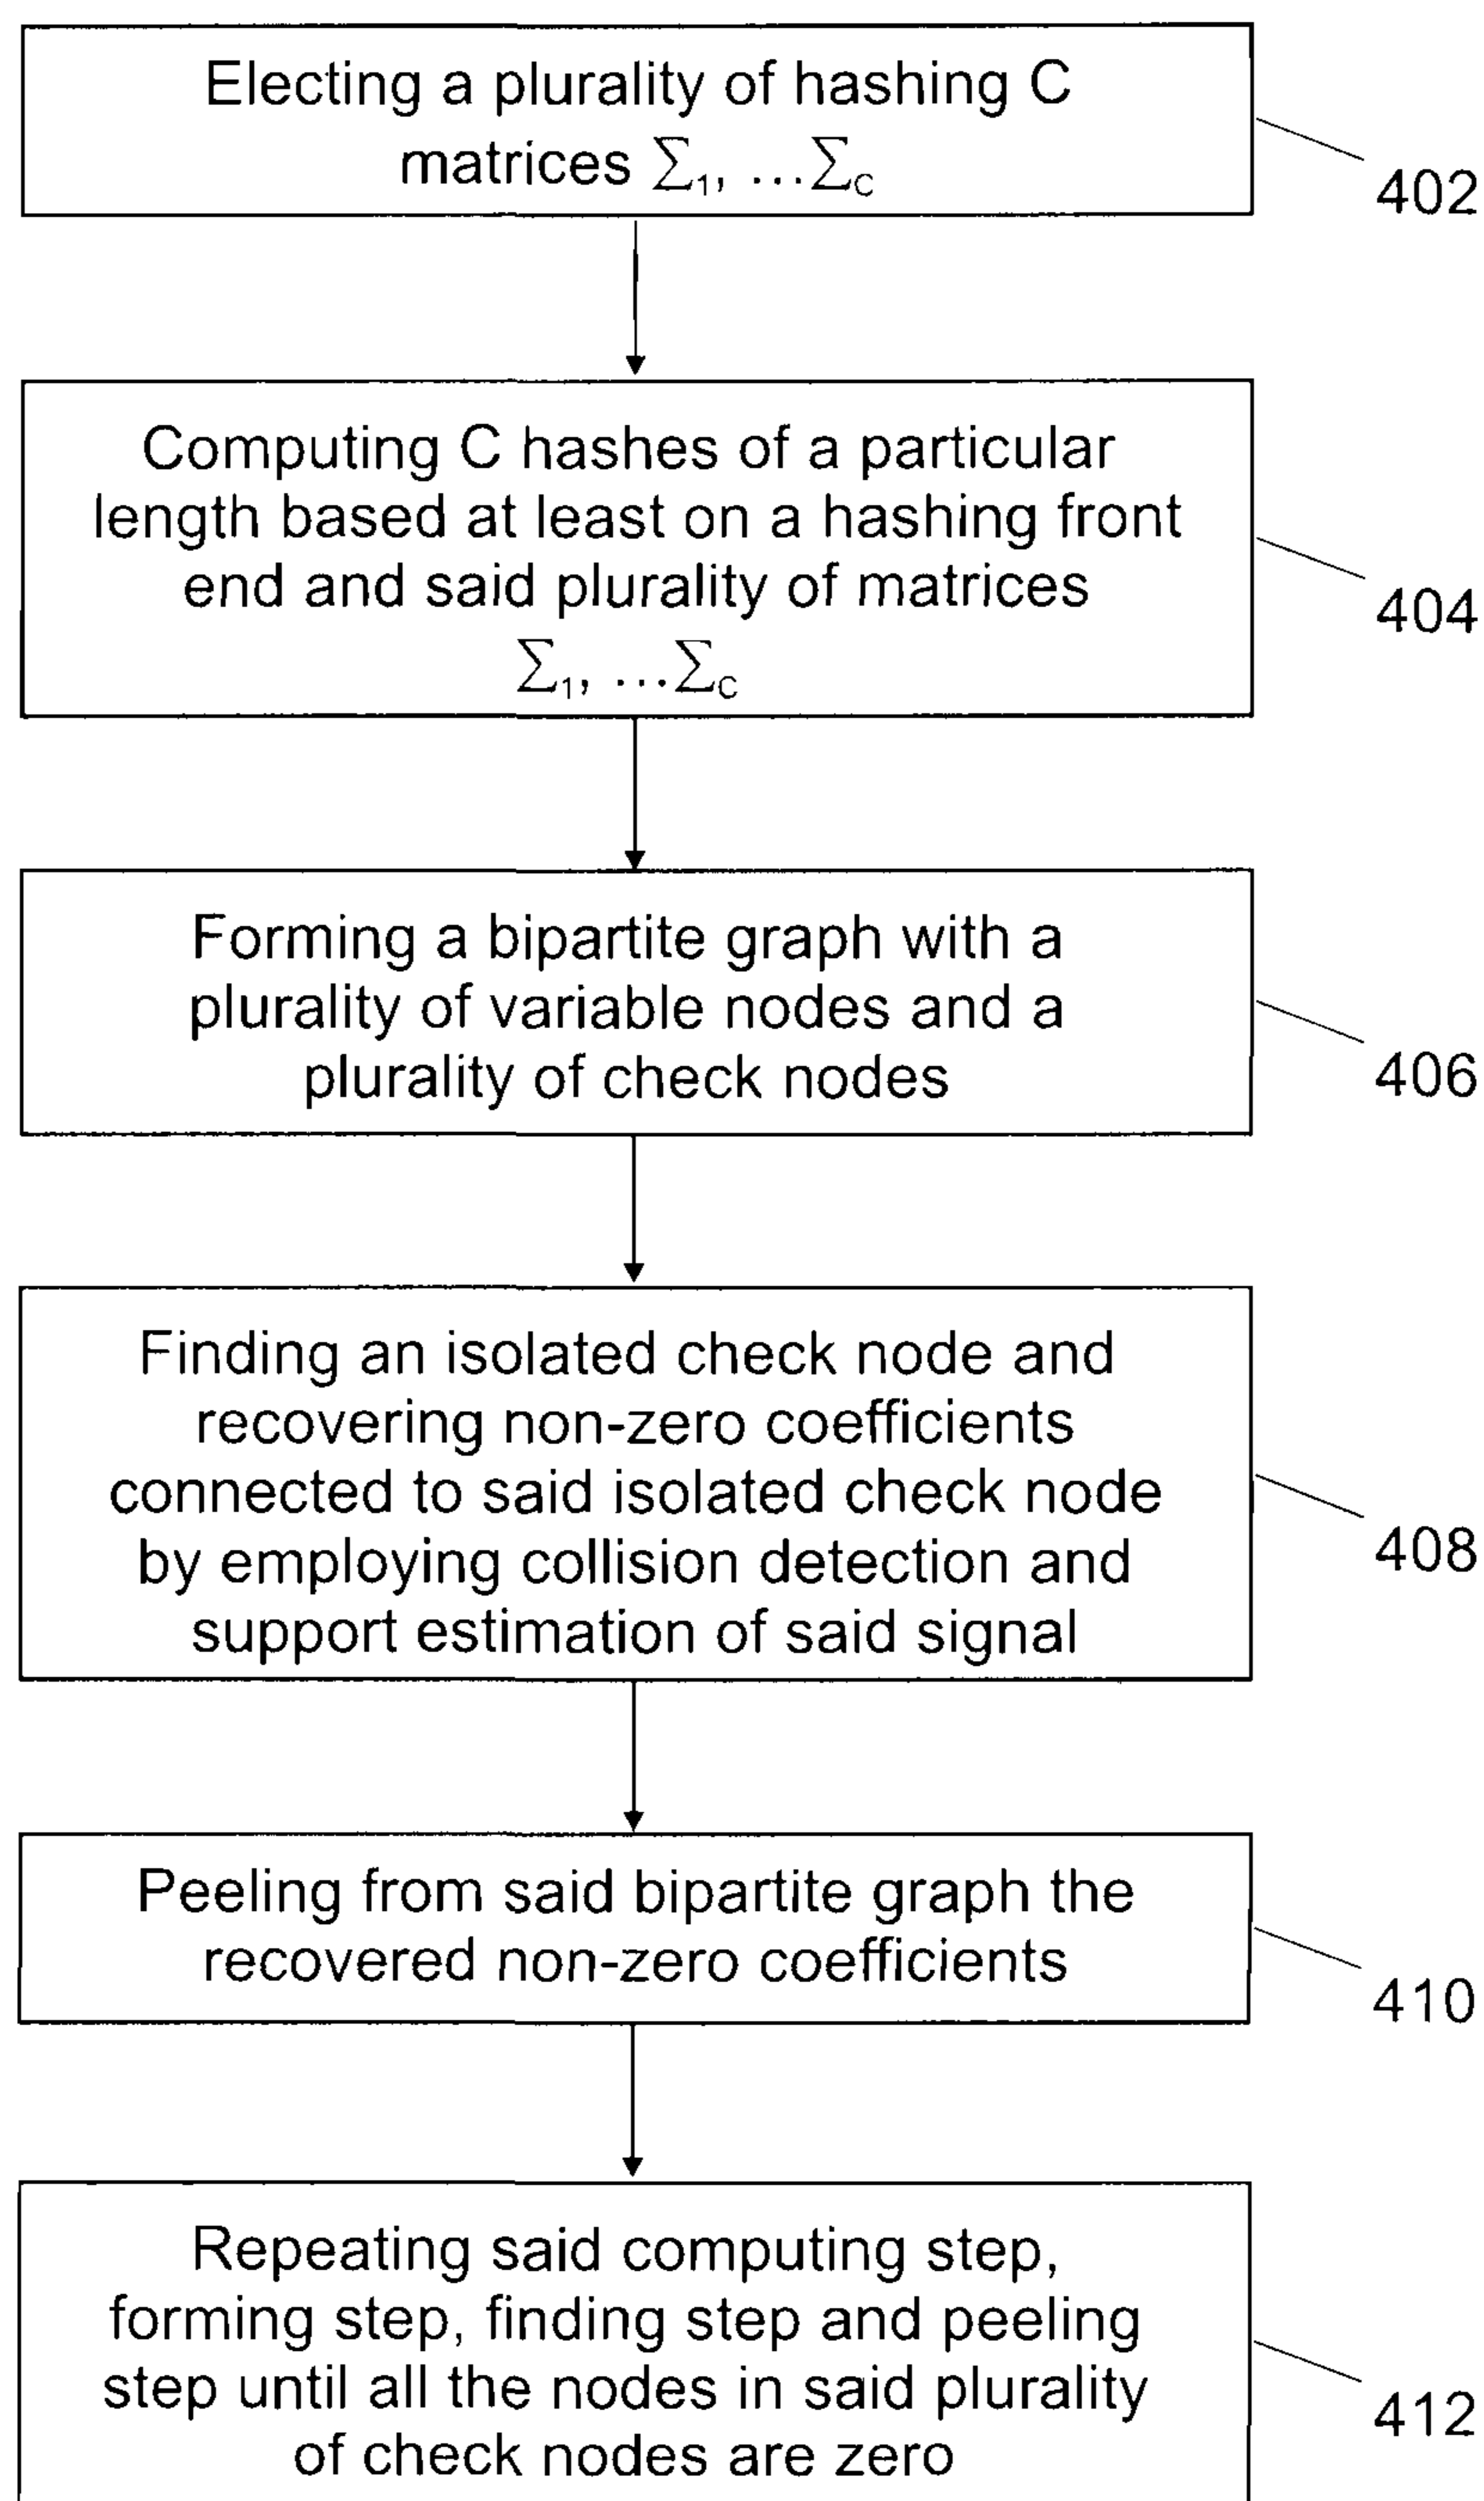 Electing a plurality of hashing C
matrices ∑₁, ...∑C
402
Computing C hashes of a particular
length based at least on a hashing front
end and said plurality of matrices
∑₁, ...∑C
404
Forming a bipartite graph with a
plurality of variable nodes and a
plurality of check nodes
406
Finding an isolated check node and
recovering non-zero coefficients
connected to said isolated check node
by employing collision detection and
support estimation of said signal
408
Peeling from said bipartite graph the
recovered non-zero coefficients
410
Repeating said computing step,
forming step, finding step and peeling
step until all the nodes in said plurality
of check nodes are zero
412